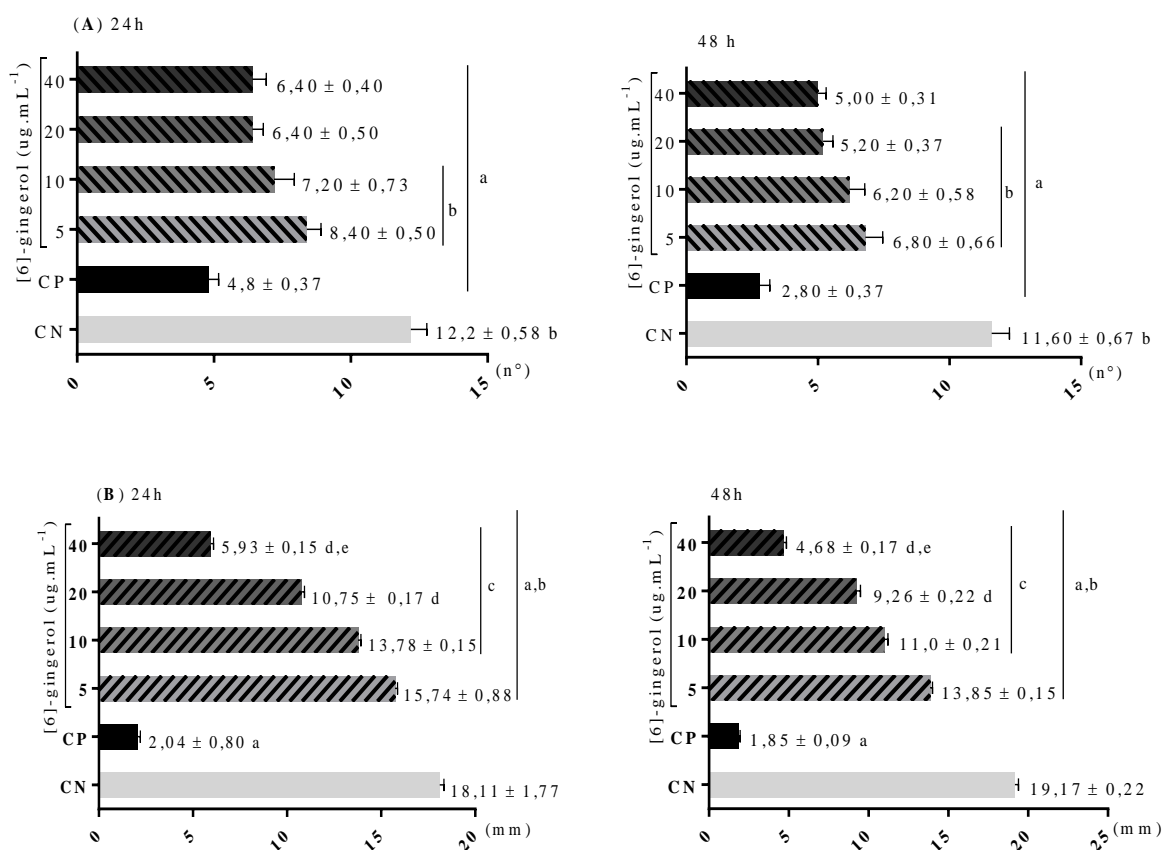 (A) 24h
[6]-gingerol (ug.mL-1)
40
6,40 ± 0,40
20
6,40 ± 0,50
10
7,20 ± 0,73
5
8,40 ± 0,50
b
a
CP
4,8 ± 0,37
CN
12,2 ± 0,58 b
0
5
10
15
(n°)
48 h
[6]-gingerol (ug.mL-1)
40
5,00 ± 0,31
20
5,20 ± 0,37
10
6,20 ± 0,58
5
6,80 ± 0,66
b
a
CP
2,80 ± 0,37
CN
11,60 ± 0,67 b
0
5
10
15
(n°)
(B) 24h
[6]-gingerol (ug.mL-1)
40
5,93 ± 0,15 d,e
20
10,75 ± 0,17 d
10
13,78 ± 0,15
5
15,74 ± 0,88
c
a,b
CP
2,04 ± 0,80 a
CN
18,11 ± 1,77
0
5
10
15
20
(mm)
48h
[6]-gingerol (ug.mL-1)
40
4,68 ± 0,17 d,e
20
9,26 ± 0,22 d
10
11,0 ± 0,21
5
13,85 ± 0,15
c
a,b
CP
1,85 ± 0,09 a
CN
19,17 ± 0,22
0
5
10
15
20
25
(mm)